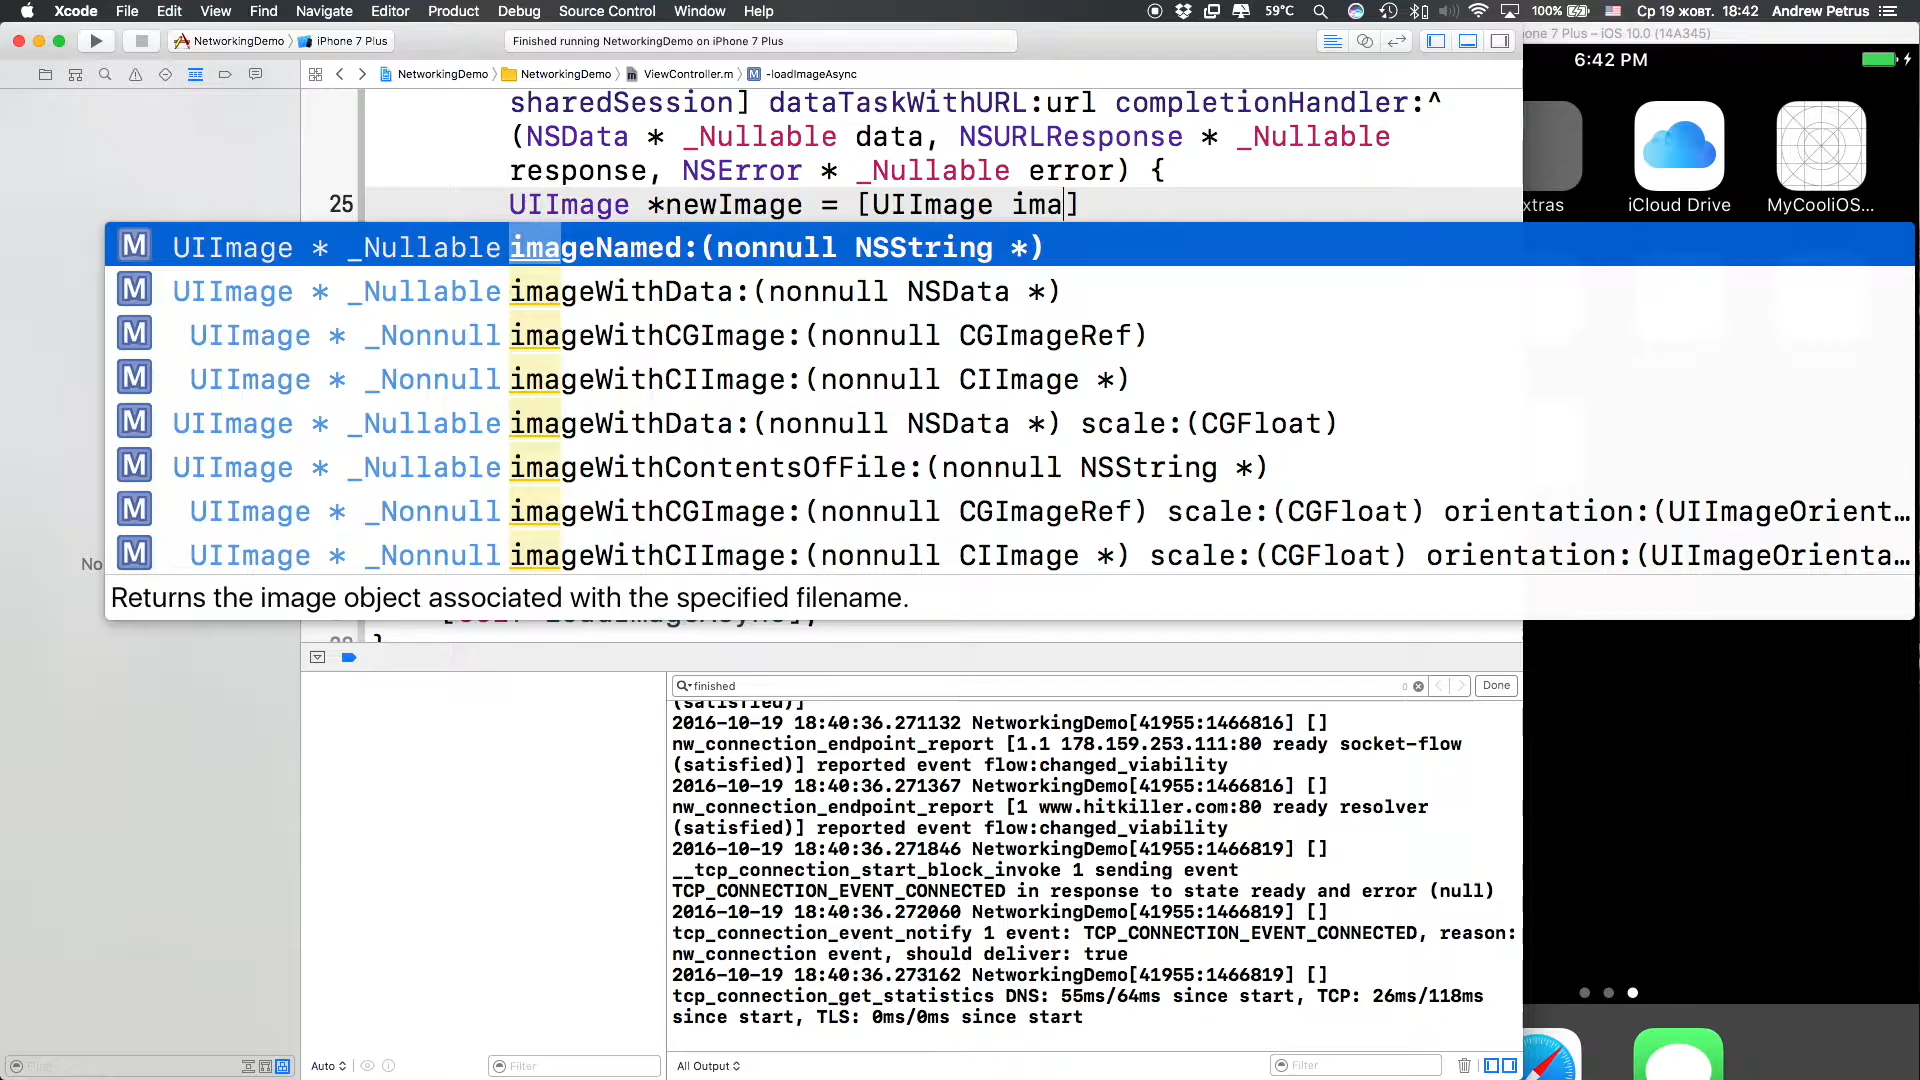 Xcode File Edit View Find Navigate Editor Product Debug Source Control Window Help 59°C 100% Ср 19 жовт. 18:42 Andrew Petrus
NetworkingDemo iPhone 7 Plus Finished running NetworkingDemo on iPhone 7 Plus
one 7 Plus – iOS 10.0 (14A345)
6:42 PM
NetworkingDemo NetworkingDemo ViewController.m -loadImageAsync
sharedSession] dataTaskWithURL:url completionHandler:^
(NSData * _Nullable data, NSURLResponse * _Nullable
response, NSError * _Nullable error) {
25 UIImage *newImage = [UIImage ima]
xtras iCloud Drive MyCooliOS...
M UIImage * _Nullable imageNamed:(nonnull NSString *)
M UIImage * _Nullable imageWithData:(nonnull NSData *)
M UIImage * _Nonnull imageWithCGImage:(nonnull CGImageRef)
M UIImage * _Nonnull imageWithCIImage:(nonnull CIImage *)
M UIImage * _Nullable imageWithData:(nonnull NSData *) scale:(CGFloat)
M UIImage * _Nullable imageWithContentsOfFile:(nonnull NSString *)
M UIImage * _Nonnull imageWithCGImage:(nonnull CGImageRef) scale:(CGFloat) orientation:(UIImageOrient...
M UIImage * _Nonnull imageWithCIImage:(nonnull CIImage *) scale:(CGFloat) orientation:(UIImageOrienta...
No
Returns the image object associated with the specified filename.
finished 0 Done
(satisfied)]
2016-10-19 18:40:36.271132 NetworkingDemo[41955:1466816] []
nw_connection_endpoint_report [1.1 178.159.253.111:80 ready socket-flow
(satisfied)] reported event flow:changed_viability
2016-10-19 18:40:36.271367 NetworkingDemo[41955:1466816] []
nw_connection_endpoint_report [1 www.hitkiller.com:80 ready resolver
(satisfied)] reported event flow:changed_viability
2016-10-19 18:40:36.271846 NetworkingDemo[41955:1466819] []
__tcp_connection_start_block_invoke 1 sending event
TCP_CONNECTION_EVENT_CONNECTED in response to state ready and error (null)
2016-10-19 18:40:36.272060 NetworkingDemo[41955:1466819] []
tcp_connection_event_notify 1 event: TCP_CONNECTION_EVENT_CONNECTED, reason:
nw_connection event, should deliver: true
2016-10-19 18:40:36.273162 NetworkingDemo[41955:1466819] []
tcp_connection_get_statistics DNS: 55ms/64ms since start, TCP: 26ms/118ms
since start, TLS: 0ms/0ms since start
Filter Auto Filter All Output Filter